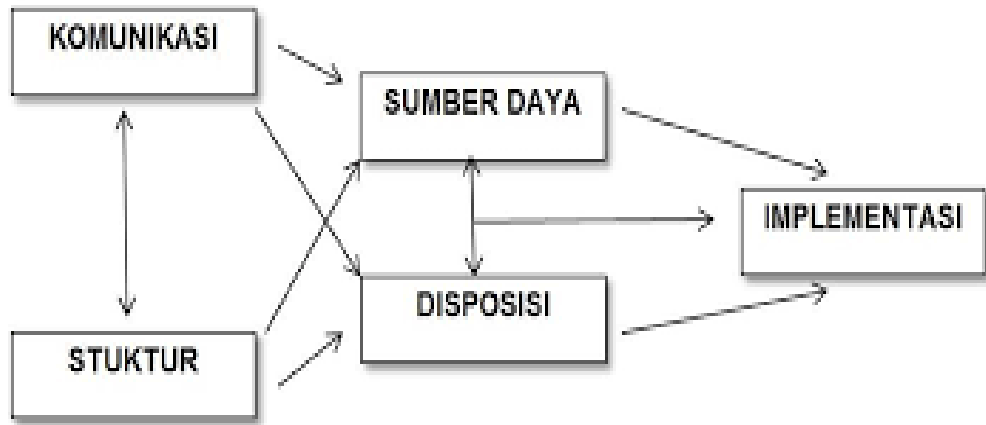 KOMUNIKASI
SUMBER DAYA
IMPLEMENTASI
DISPOSISI
STUKTUR